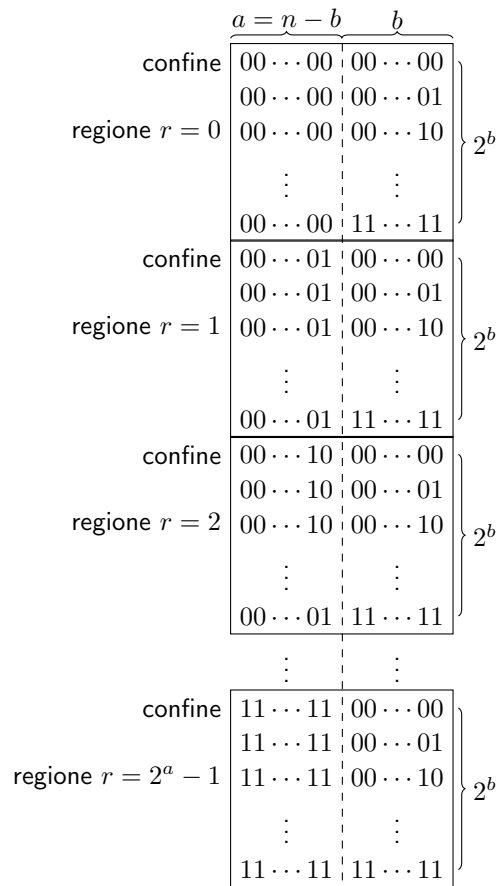 a = n − b b
confine 00 ⋯ 00 00 ⋯ 00
00 ⋯ 00 00 ⋯ 01
regione r = 0 00 ⋯ 00 00 ⋯ 10 2^b
⋮ ⋮
00 ⋯ 00 11 ⋯ 11
confine 00 ⋯ 01 00 ⋯ 00
00 ⋯ 01 00 ⋯ 01
regione r = 1 00 ⋯ 01 00 ⋯ 10 2^b
⋮ ⋮
00 ⋯ 01 11 ⋯ 11
confine 00 ⋯ 10 00 ⋯ 00
00 ⋯ 10 00 ⋯ 01
regione r = 2 00 ⋯ 10 00 ⋯ 10 2^b
⋮ ⋮
00 ⋯ 01 11 ⋯ 11
⋮ ⋮
confine 11 ⋯ 11 00 ⋯ 00
11 ⋯ 11 00 ⋯ 01
regione r = 2^a − 1 11 ⋯ 11 00 ⋯ 10 2^b
⋮ ⋮
11 ⋯ 11 11 ⋯ 11